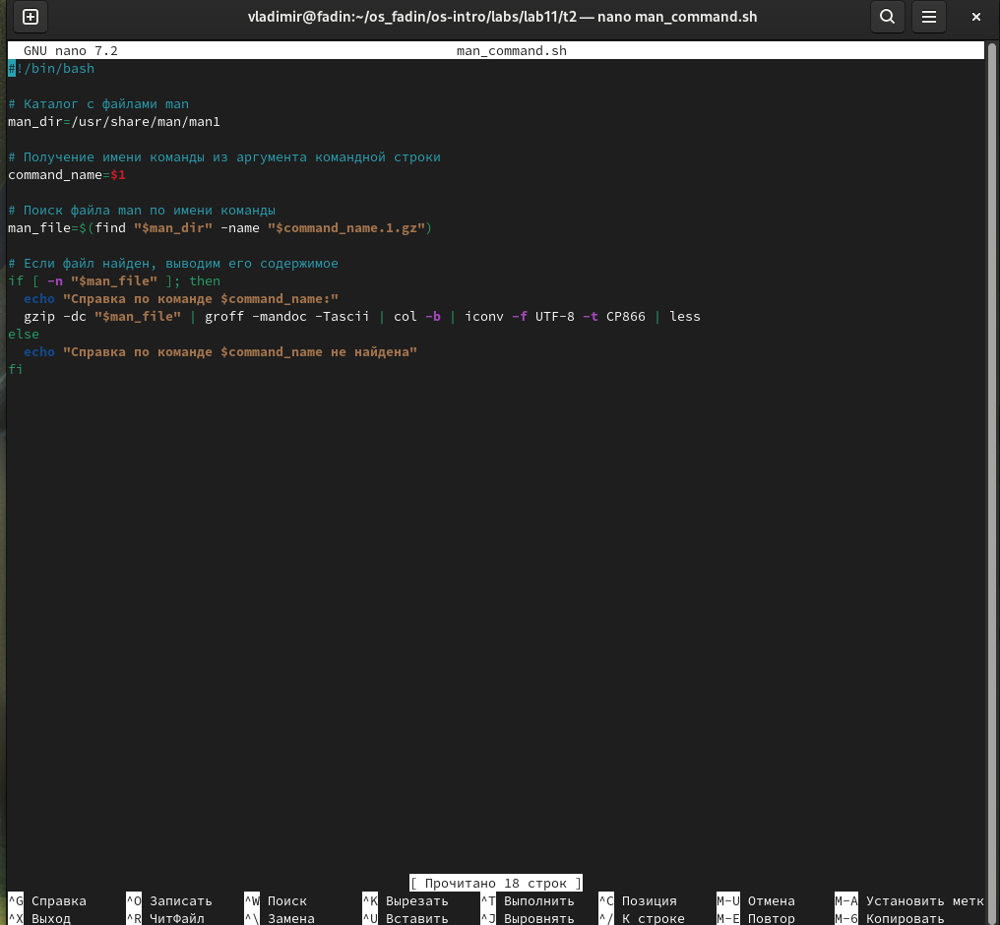 vladimir@fadin:~/os_fadin/os-intro/labs/lab11/t2 — nano man_command.sh
GNU nano 7.2 man_command.sh
#!/bin/bash
# Каталог с файлами man
man_dir=/usr/share/man/man1
# Получение имени команды из аргумента командной строки
command_name=$1
# Поиск файла man по имени команды
man_file=$(find "$man_dir" -name "$command_name.1.gz")
# Если файл найден, выводим его содержимое
if [ -n "$man_file" ]; then
  echo "Справка по команде $command_name:"
  gzip -dc "$man_file" | groff -mandoc -Tascii | col -b | iconv -f UTF-8 -t CP866 | less
else
  echo "Справка по команде $command_name не найдена"
fi
[ Прочитано 18 строк ]
^G Справка ^O Записать ^W Поиск ^K Вырезать ^T Выполнить ^C Позиция M-U Отмена M-A Установить метк
^X Выход ^R ЧитФайл ^\ Замена ^U Вставить ^J Выровнять ^/ К строке M-E Повтор M-6 Копировать